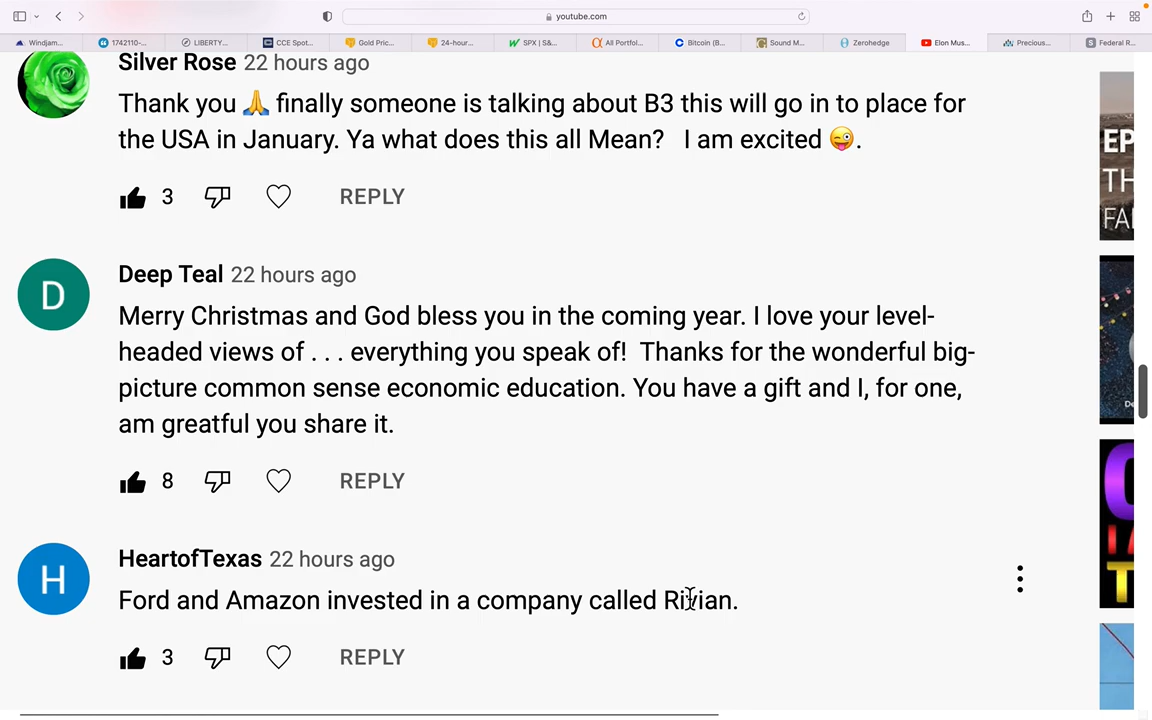 youtube.com
Windjam...
1742110-...
LIBERTY...
CCE Spot...
Gold Pric...
24-hour...
SPX | S&...
All Portfol...
Bitcoin (B...
Sound M...
Zerohedge
Elon Mus...
Precious...
Federal R...
Silver Rose 22 hours ago
Thank you 🙏 finally someone is talking about B3 this will go in to place for
the USA in January. Ya what does this all Mean?   I am excited 😜.
3 REPLY
D
Deep Teal 22 hours ago
Merry Christmas and God bless you in the coming year. I love your level-
headed views of . . . everything you speak of!  Thanks for the wonderful big-
picture common sense economic education. You have a gift and I, for one,
am greatful you share it.
8 REPLY
H
HeartofTexas 22 hours ago
Ford and Amazon invested in a company called Rivian.
3 REPLY
EP
TH
FA